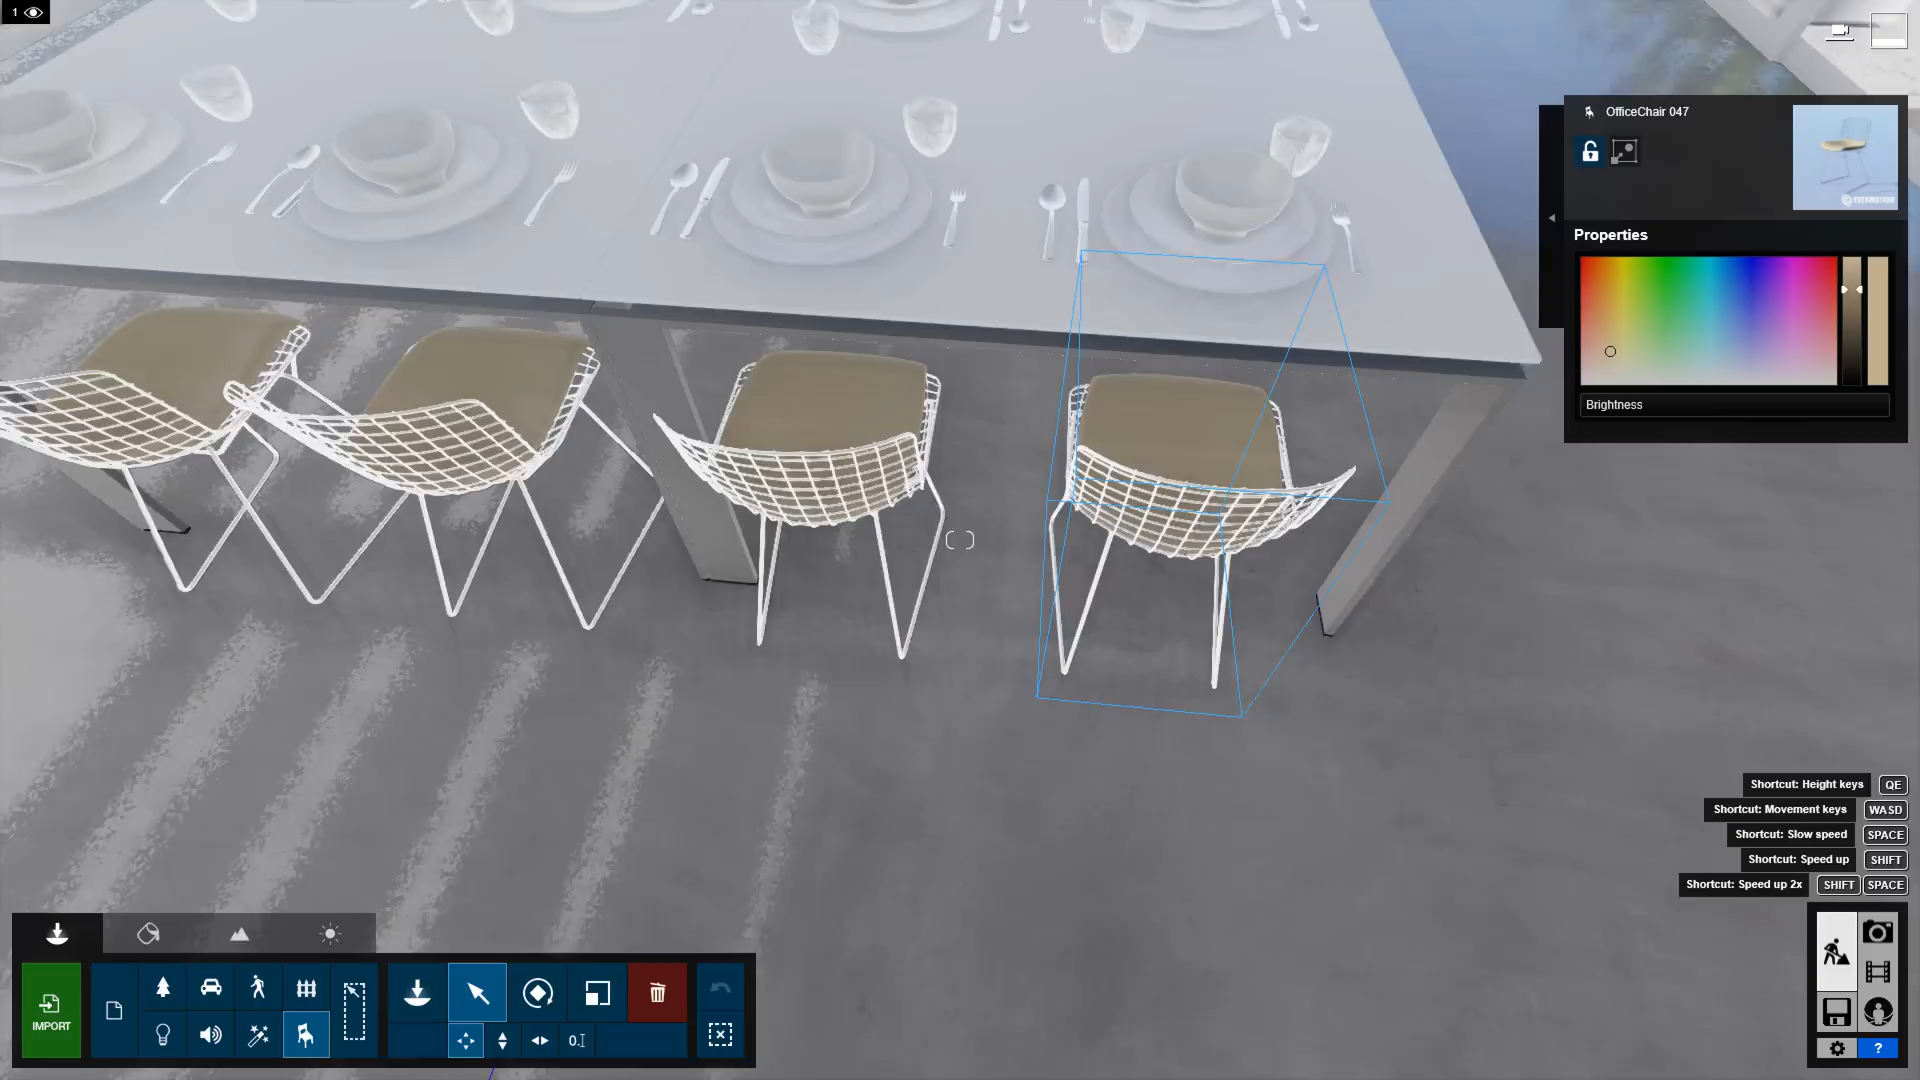 1
OfficeChair 047
EVERMOTION
Properties
Brightness
Shortcut: Height keys QE
Shortcut: Movement keys WASD
Shortcut: Slow speed SPACE
Shortcut: Speed up SHIFT
Shortcut: Speed up 2x SHIFT SPACE
IMPORT
0.
?